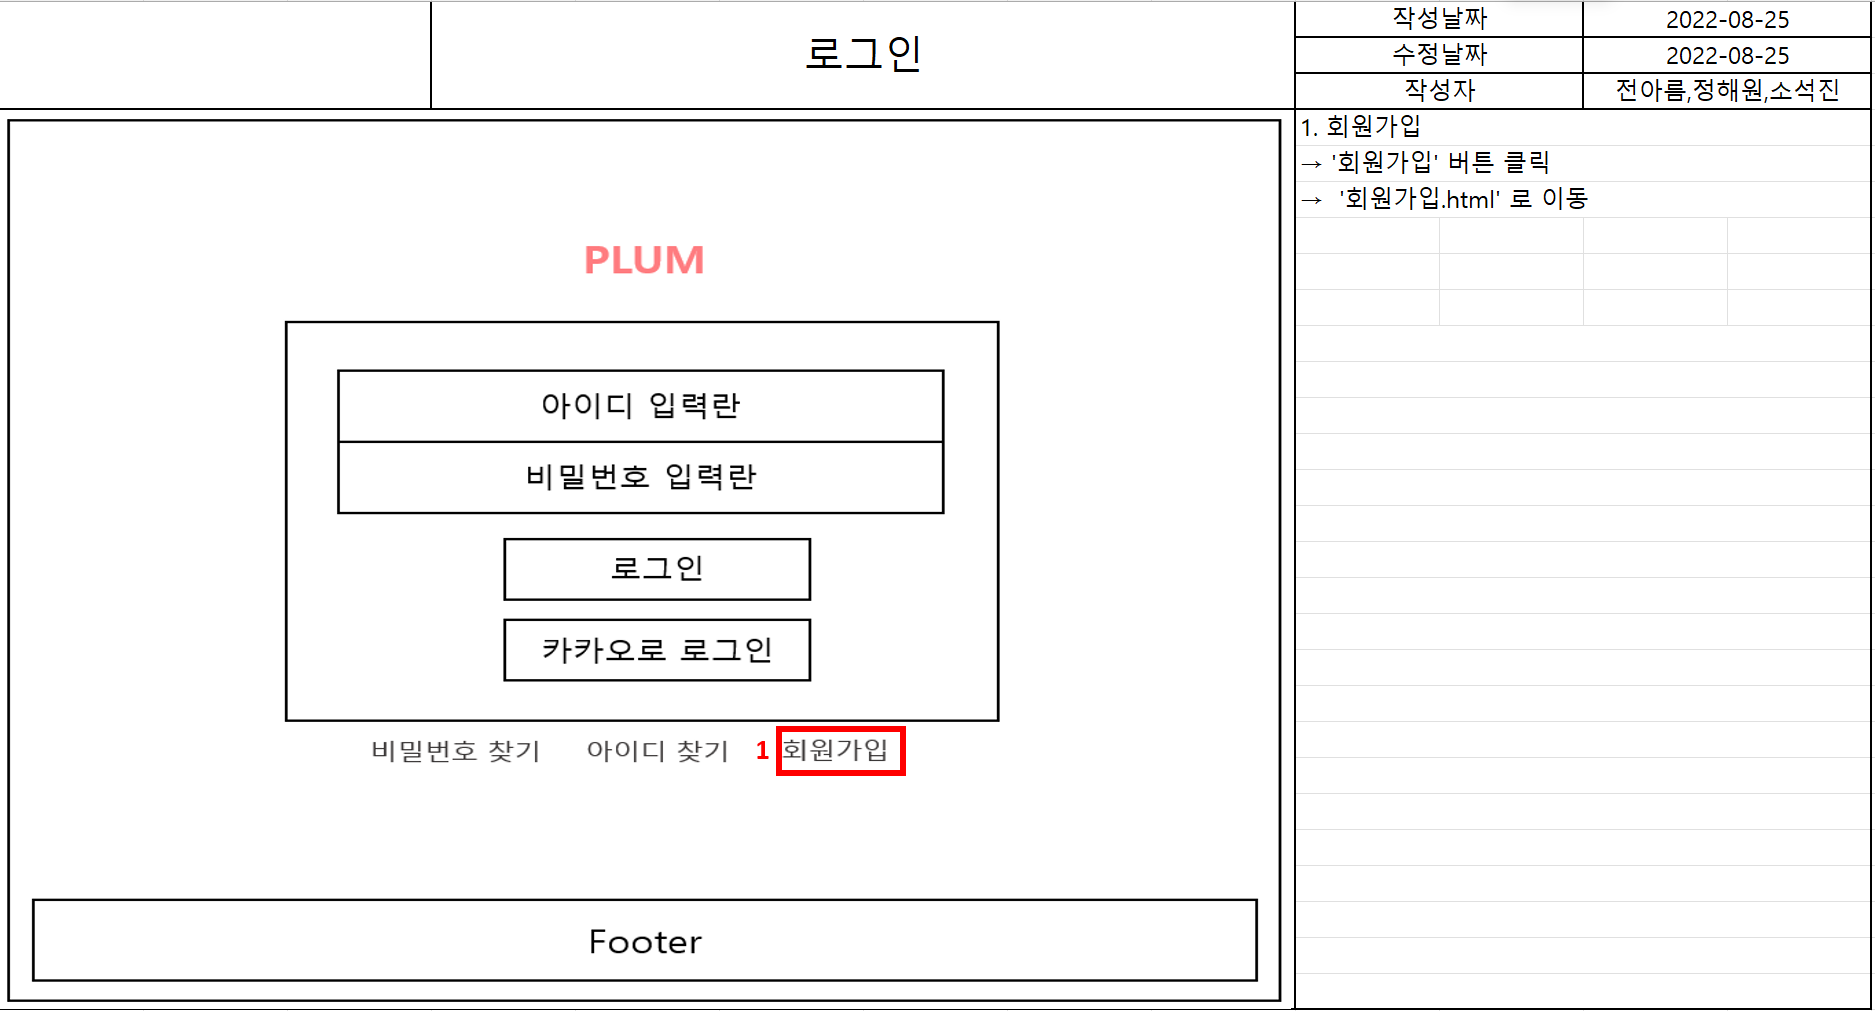 로그인
작성날짜 2022-08-25
수정날짜 2022-08-25
작성자 전아름,정해원,소석진
PLUM
아이디 입력란
비밀번호 입력란
로그인
카카오로 로그인
비밀번호 찾기 아이디 찾기 1 회원가입
Footer
1. 회원가입
→ '회원가입' 버튼 클릭
→ '회원가입.html' 로 이동